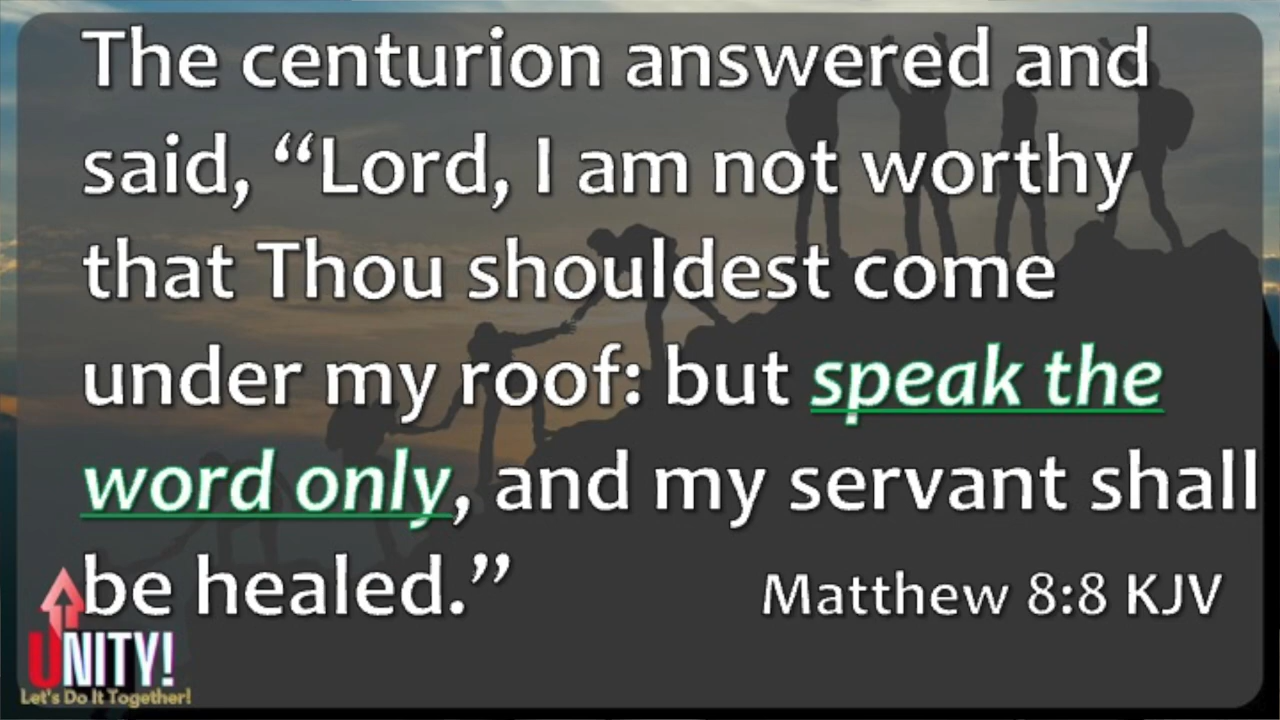 The centurion answered and
said, “Lord, I am not worthy
that Thou shouldest come
under my roof: but speak the
word only, and my servant shall
be healed.”
Matthew 8:8 KJV
UNITY!
Let's Do It Together!